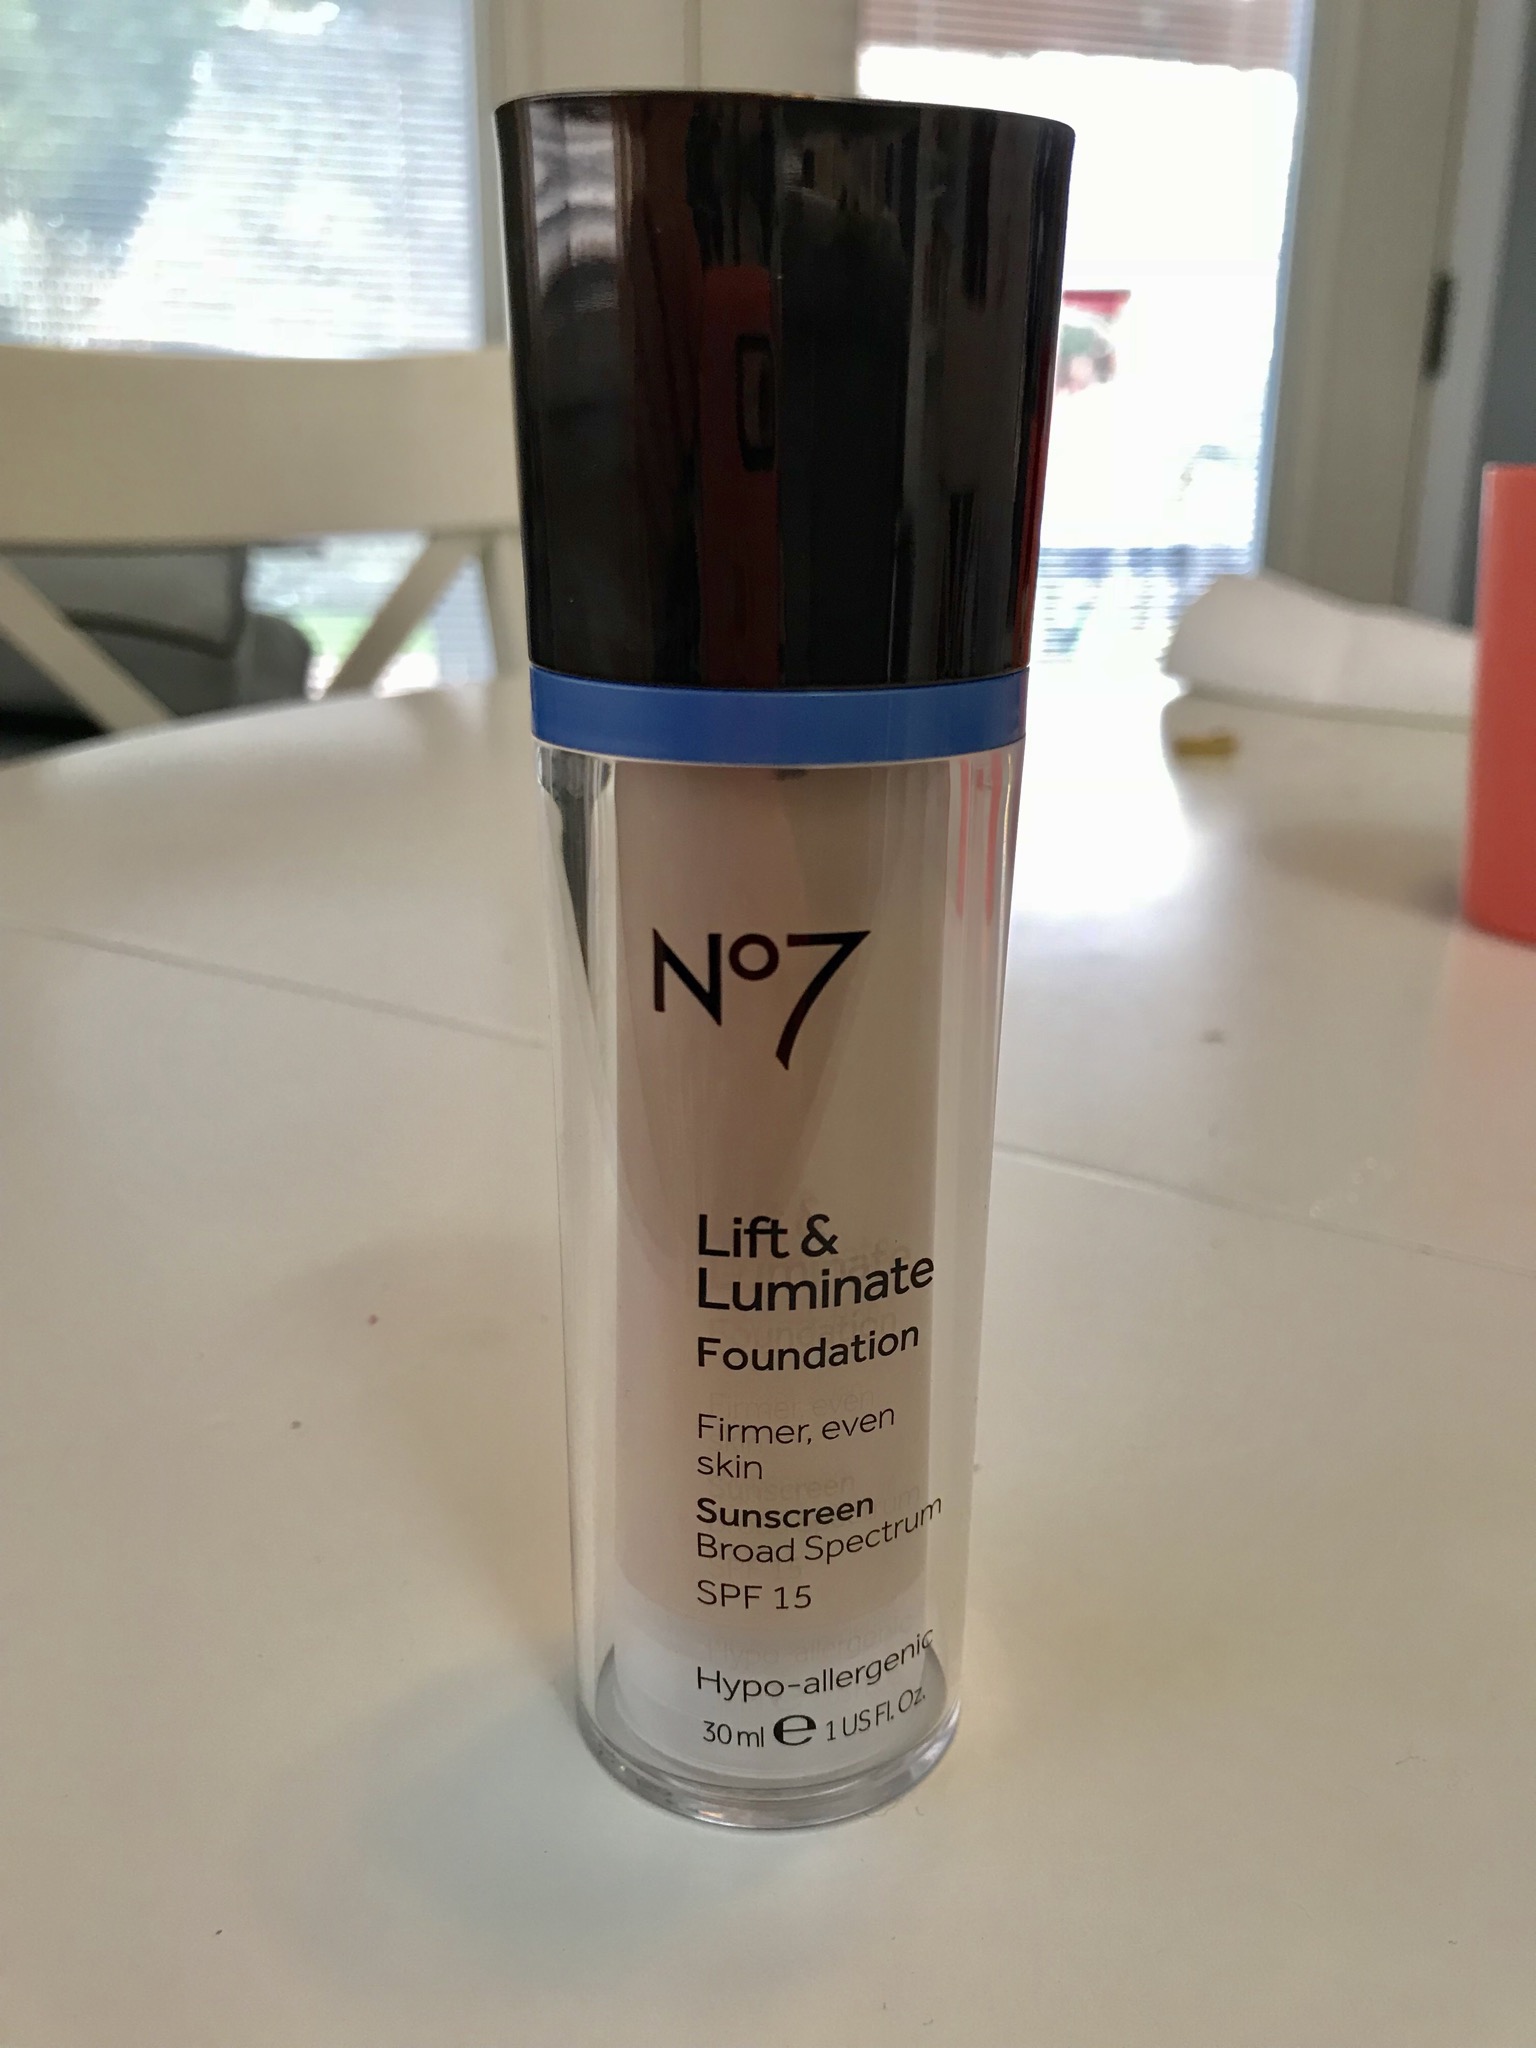 Nº7
Lift &
Luminate
Foundation
Firmer, even
skin
Sunscreen
Broad Spectrum
SPF 15
Hypo-allergenic
30 ml ℮ 1 US Fl. Oz.